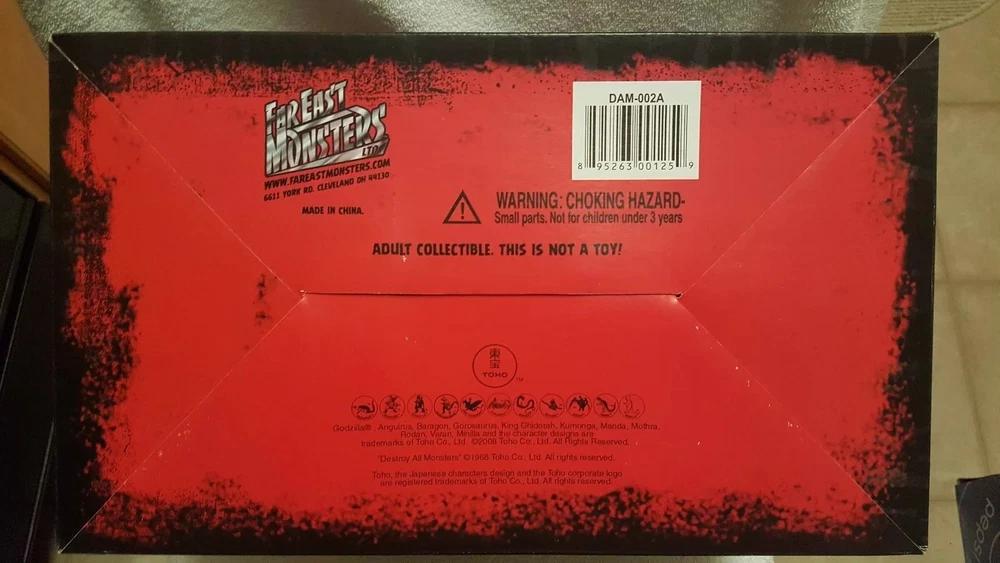 FAR EAST
MONSTERS
LTD.
WWW.FAREASTMONSTERS.COM
6611 YORK RD. CLEVELAND OH 44130
MADE IN CHINA.
DAM-002A
8 95263 00125 9
WARNING: CHOKING HAZARD-
Small parts. Not for children under 3 years
ADULT COLLECTIBLE. THIS IS NOT A TOY!
東宝
TOHO
TM
Godzilla®, Anguirus, Baragon, Gorosaurus, King Ghidorah, Kumonga, Manda, Mothra,
Rodan, Varan, Minilla and the character designs are
trademarks of Toho Co., Ltd. ©2008 Toho Co., Ltd. All Rights Reserved.
"Destroy All Monsters" ©1968 Toho Co., Ltd. All rights reserved.
Toho, the Japanese characters design and the Toho corporate logo
are registered trademarks of Toho Co., Ltd. All rights reserved.
pepsi